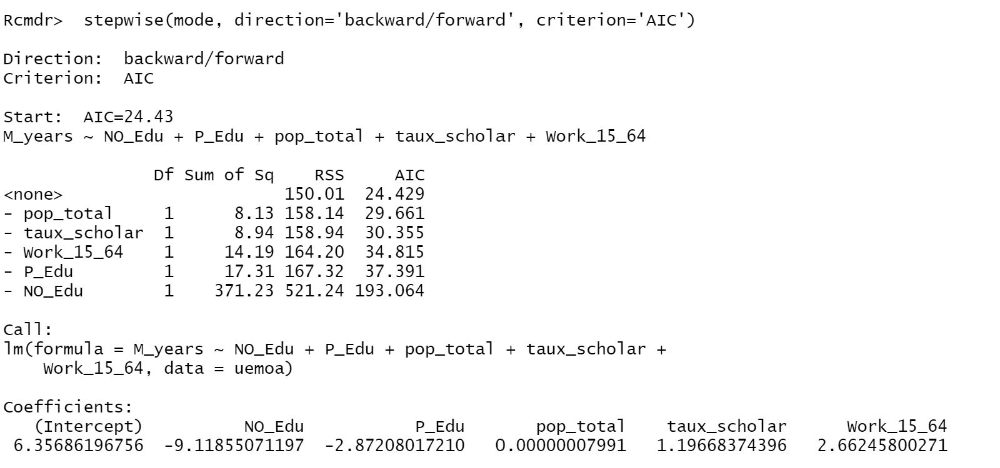 Rcmdr>  stepwise(mode, direction='backward/forward', criterion='AIC')
Direction:  backward/forward
Criterion:  AIC
Start:  AIC=24.43
M_years ~ NO_Edu + P_Edu + pop_total + taux_scholar + Work_15_64
               Df Sum of Sq    RSS     AIC
<none>                      150.01  24.429
- pop_total     1      8.13 158.14  29.661
- taux_scholar  1      8.94 158.94  30.355
- Work_15_64    1     14.19 164.20  34.815
- P_Edu         1     17.31 167.32  37.391
- NO_Edu        1    371.23 521.24 193.064
Call:
lm(formula = M_years ~ NO_Edu + P_Edu + pop_total + taux_scholar +
    Work_15_64, data = uemoa)
Coefficients:
   (Intercept)          NO_Edu           P_Edu       pop_total    taux_scholar      Work_15_64
 6.35686196756  -9.11855071197  -2.87208017210   0.00000007991   1.19668374396   2.66245800271